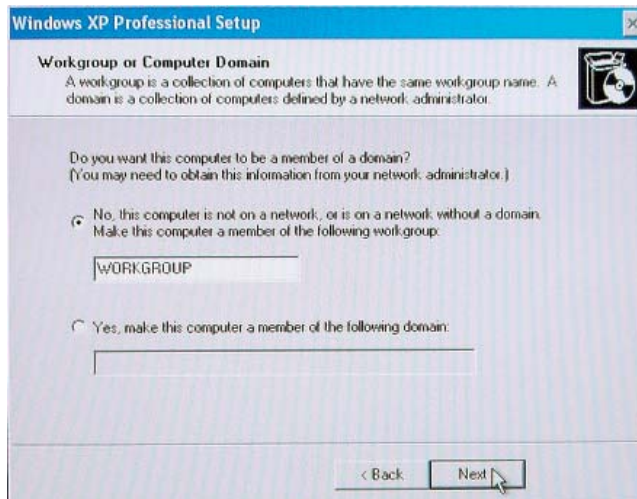 Windows XP Professional Setup
Workgroup or Computer Domain
A workgroup is a collection of computers that have the same workgroup name. A
domain is a collection of computers defined by a network administrator.
Do you want this computer to be a member of a domain?
(You may need to obtain this information from your network administrator.)
No, this computer is not on a network, or is on a network without a domain.
Make this computer a member of the following workgroup:
WORKGROUP
Yes, make this computer a member of the following domain:
< Back
Next